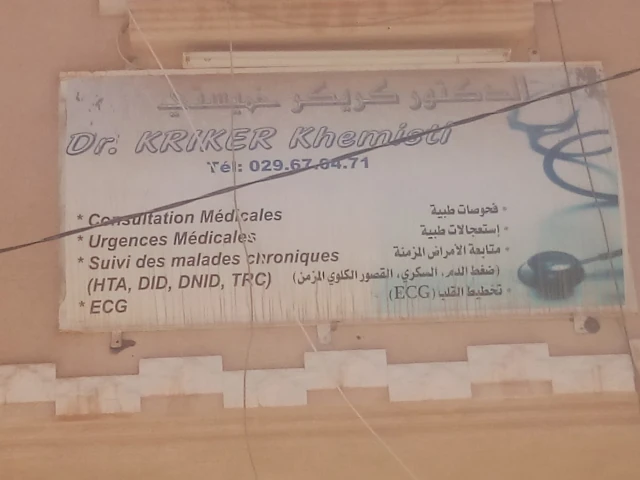 الدكتور كريكر خميستي
Dr. KRIKER Khemisti
Tél: 029.67.64.71
* Consultation Médicales
* Urgences Médicales
* Suivi des malades chroniques
(HTA, DID, DNID, TRC)
* ECG
* فحوصات طبية
* إستعجالات طبية
* متابعة الأمراض المزمنة
(ضغط الدم، السكري، القصور الكلوي المزمن)
* تخطيط القلب (ECG)